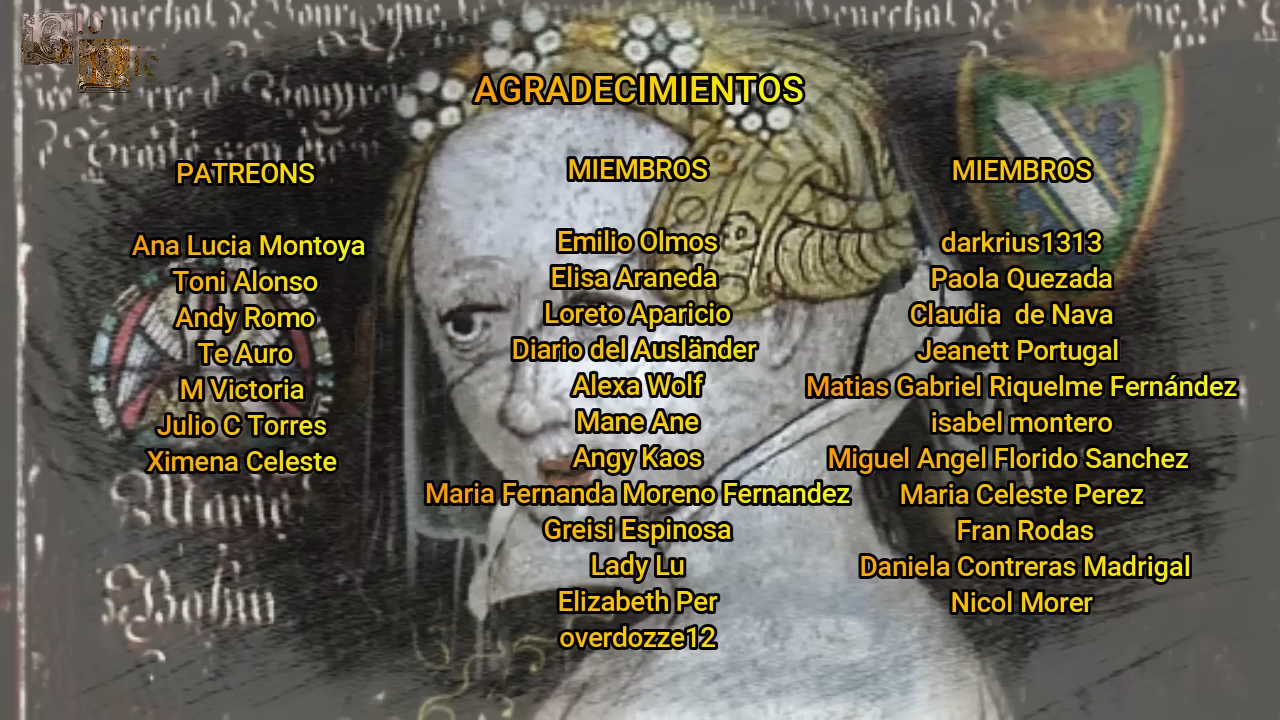 AGRADECIMIENTOS
PATREONS
Ana Lucia Montoya
Toni Alonso
Andy Romo
Te Auro
M Victoria
Julio C Torres
Ximena Celeste
MIEMBROS
Emilio Olmos
Elisa Araneda
Loreto Aparicio
Diario del Ausländer
Alexa Wolf
Mane Ane
Angy Kaos
Maria Fernanda Moreno Fernandez
Greisi Espinosa
Lady Lu
Elizabeth Per
overdozze12
MIEMBROS
darkrius1313
Paola Quezada
Claudia  de Nava
Jeanett Portugal
Matias Gabriel Riquelme Fernández
isabel montero
Miguel Angel Florido Sanchez
Maria Celeste Perez
Fran Rodas
Daniela Contreras Madrigal
Nicol Morer